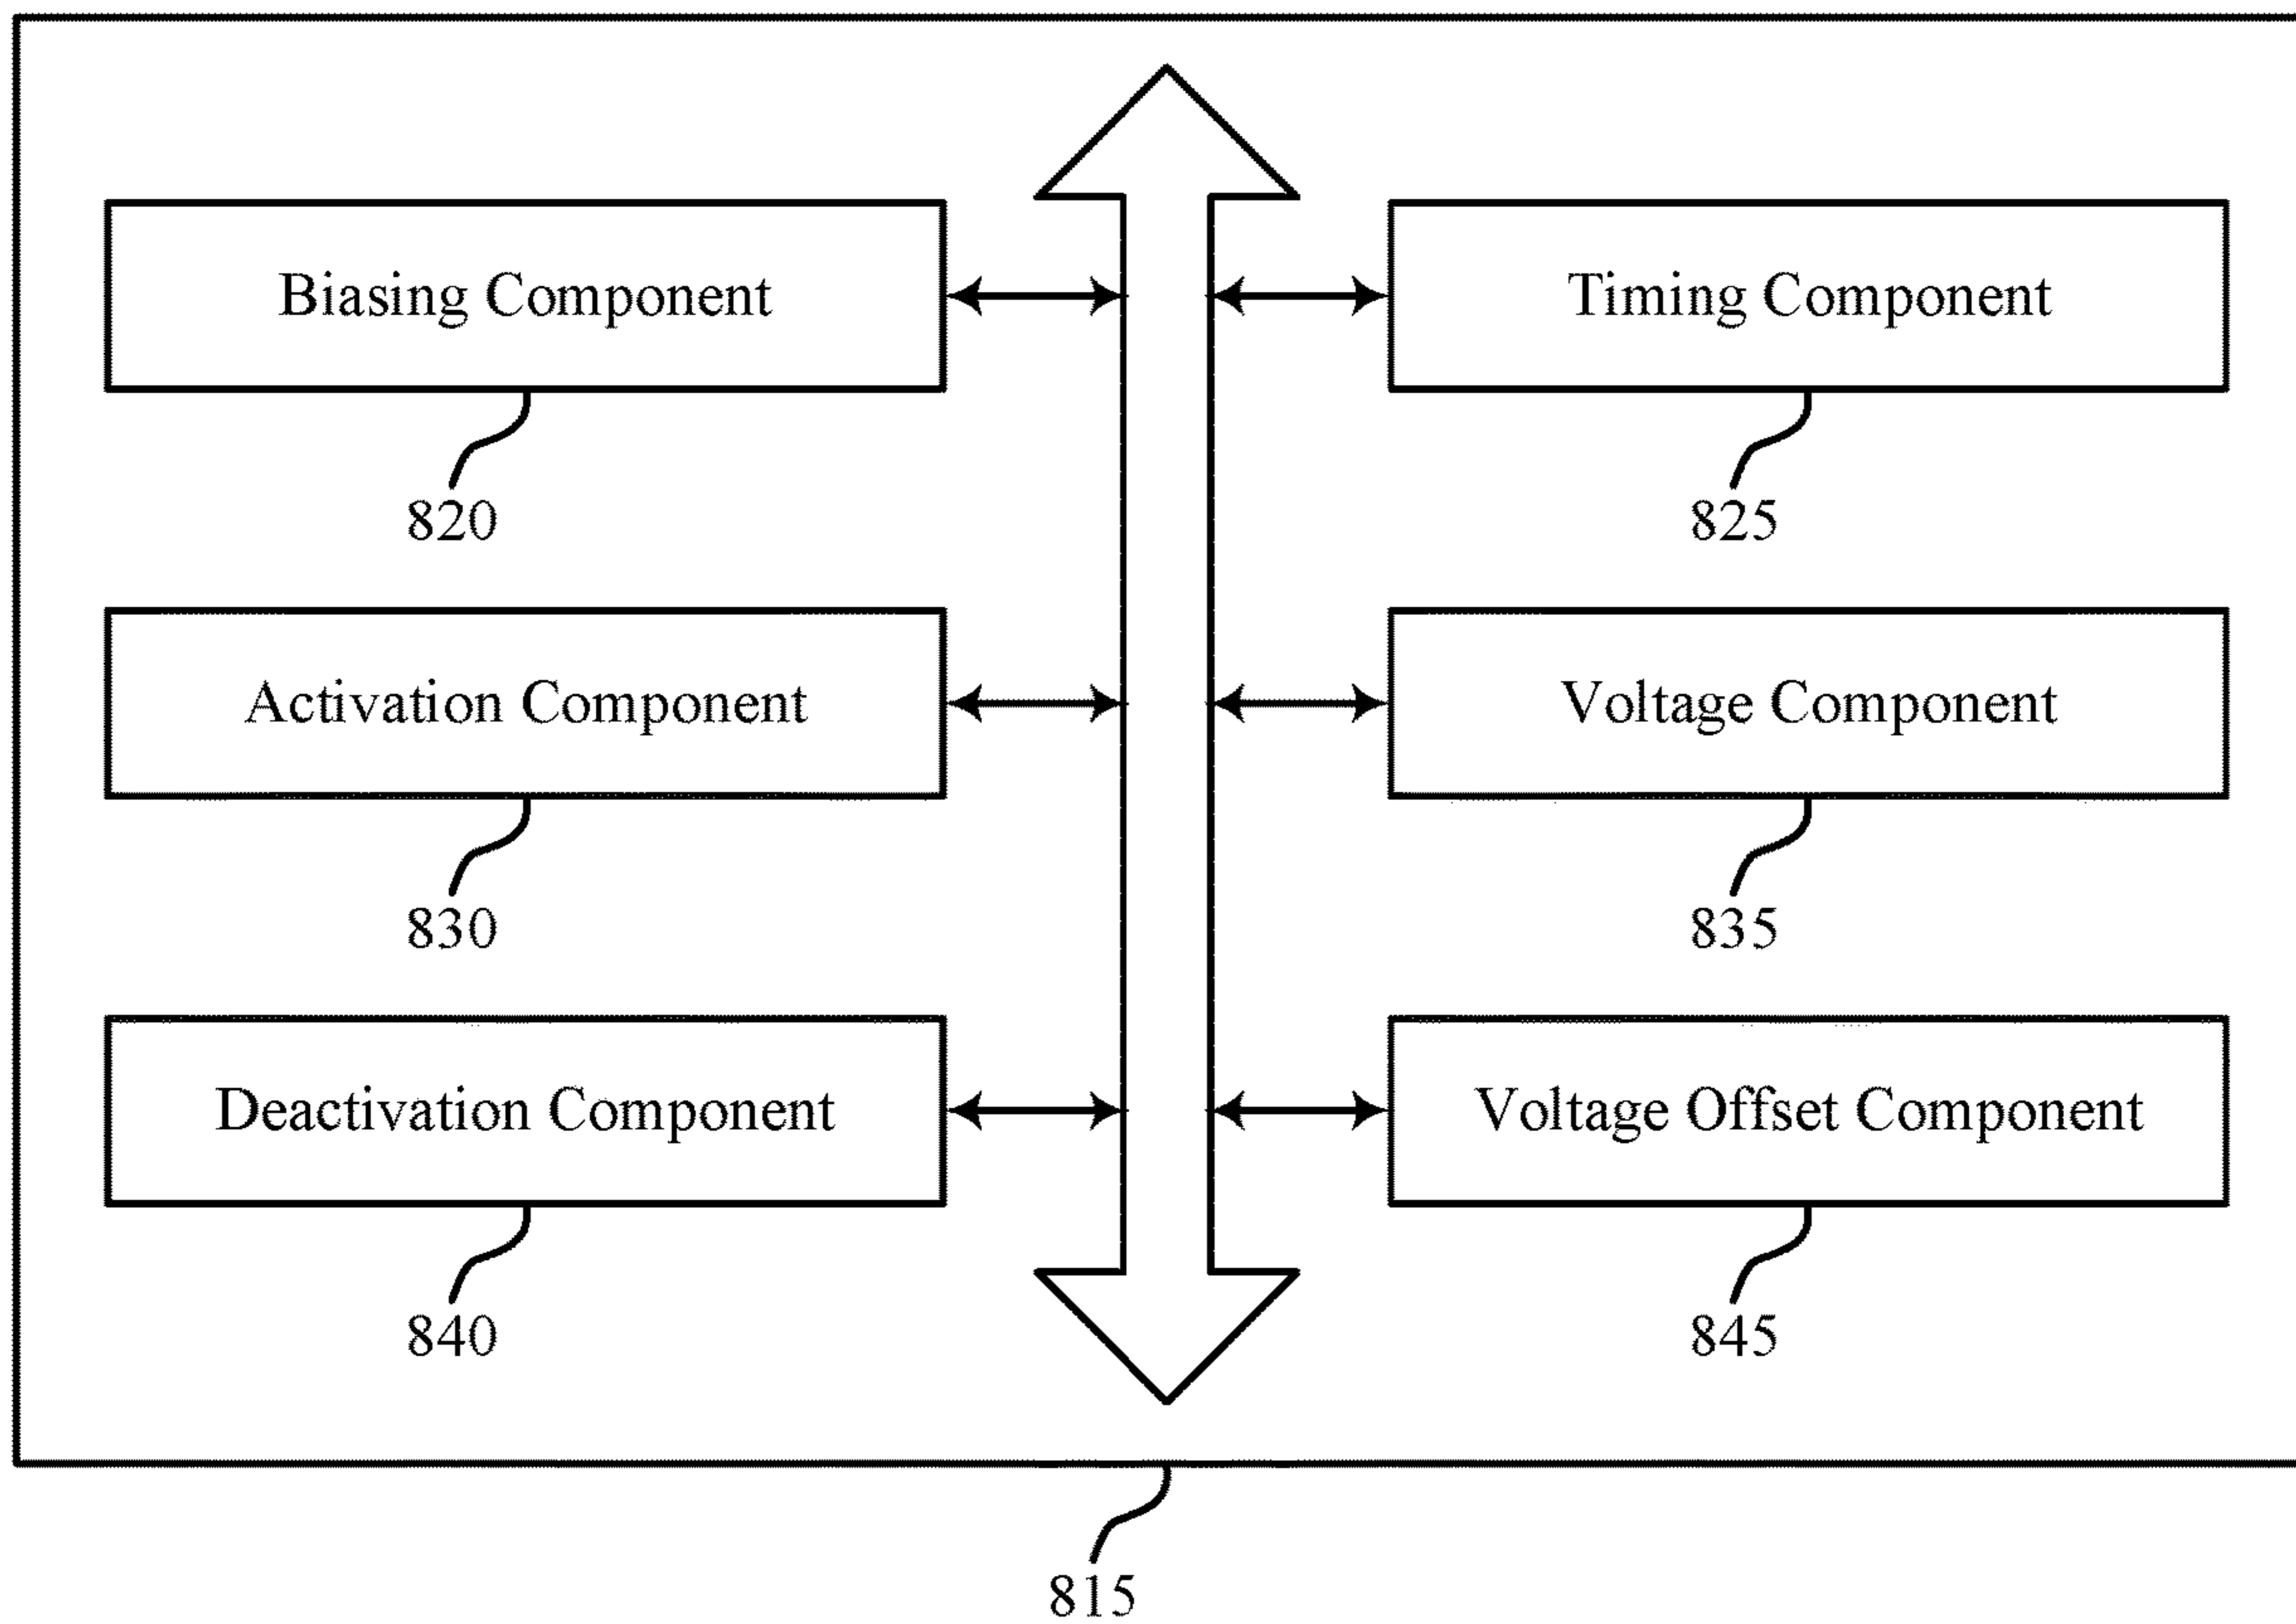 Biasing Component
Timing Component
820
825
Activation Component
Voltage Component
830
835
Deactivation Component
Voltage Offset Component
840
845
815